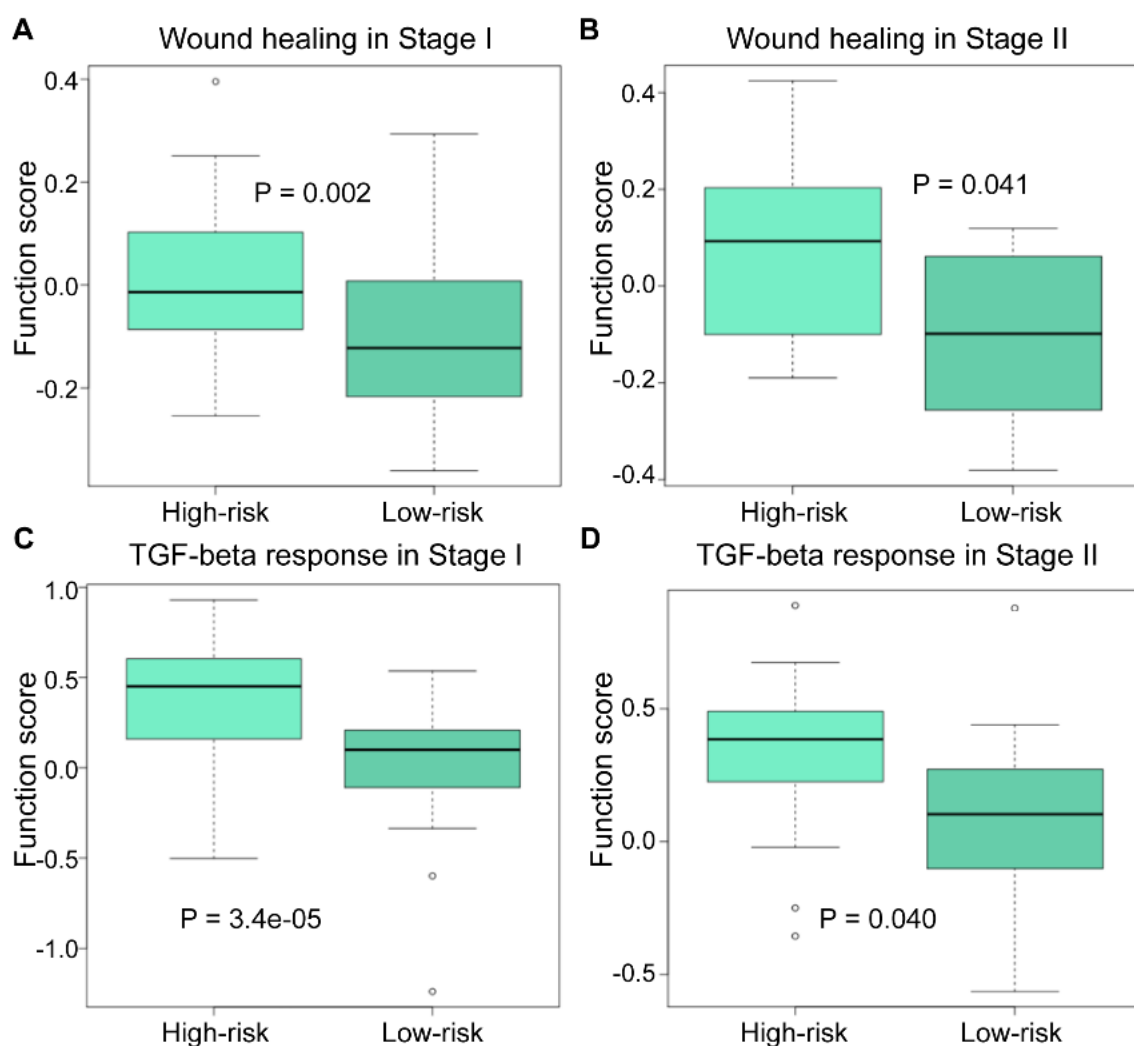 A
Wound healing in Stage I
Function score
0.4
0.2
0.0
-0.2
P = 0.002
High-risk
Low-risk
B
Wound healing in Stage II
Function score
0.4
0.2
0.0
-0.2
-0.4
P = 0.041
High-risk
Low-risk
C
TGF-beta response in Stage I
Function score
1.0
0.5
0.0
-0.5
-1.0
P = 3.4e-05
High-risk
Low-risk
D
TGF-beta response in Stage II
Function score
0.5
0.0
-0.5
P = 0.040
High-risk
Low-risk